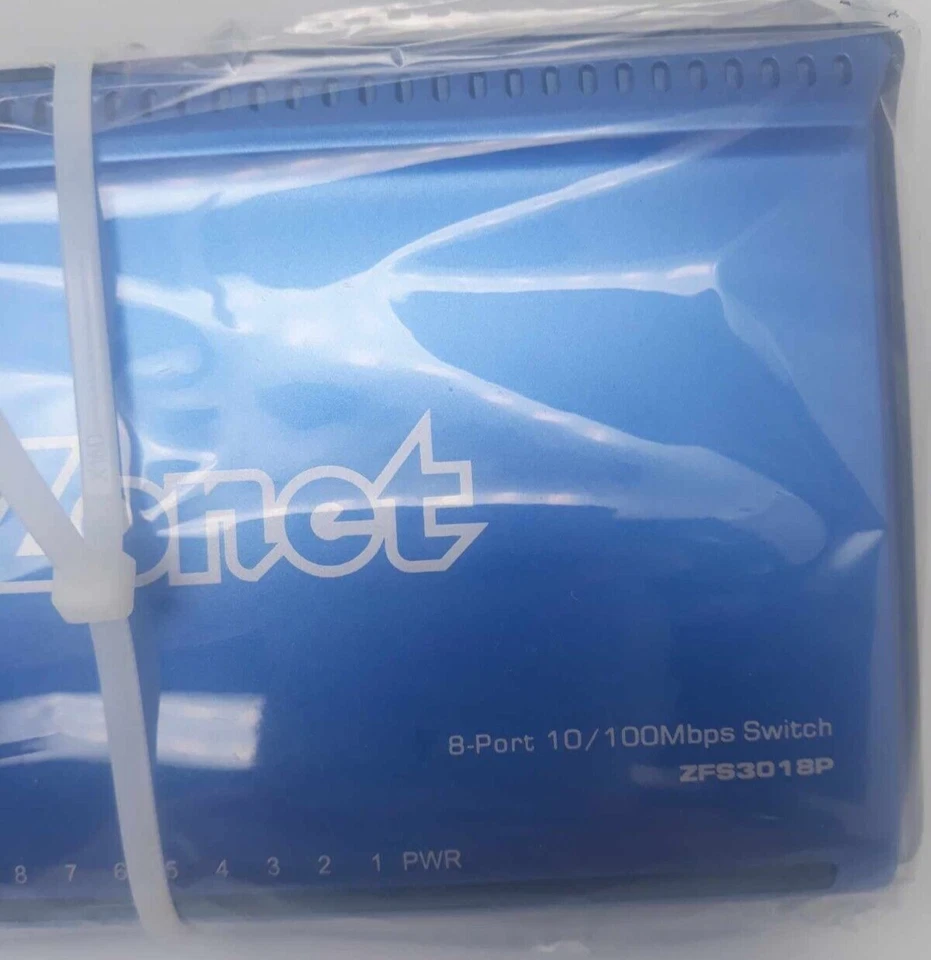 Zonet
8-Port 10/100Mbps Switch
ZFS3018P
8 7 6 5 4 3 2 1 PWR